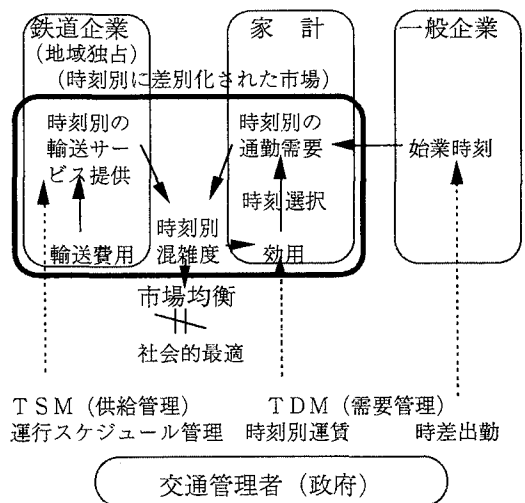 鉄道企業
(地域独占)
家 計
一般企業
(時刻別に差別化された市場)
時刻別の
輸送サー
ビス提供
時刻別の
通勤需要
始業時刻
時刻選択
時刻別
混雑度
輸送費用
効用
市場均衡
社会的最適
TSM (供給管理)
運行スケジュール管理
TDM (需要管理)
時刻別運賃
時差出勤
交通管理者 (政府)